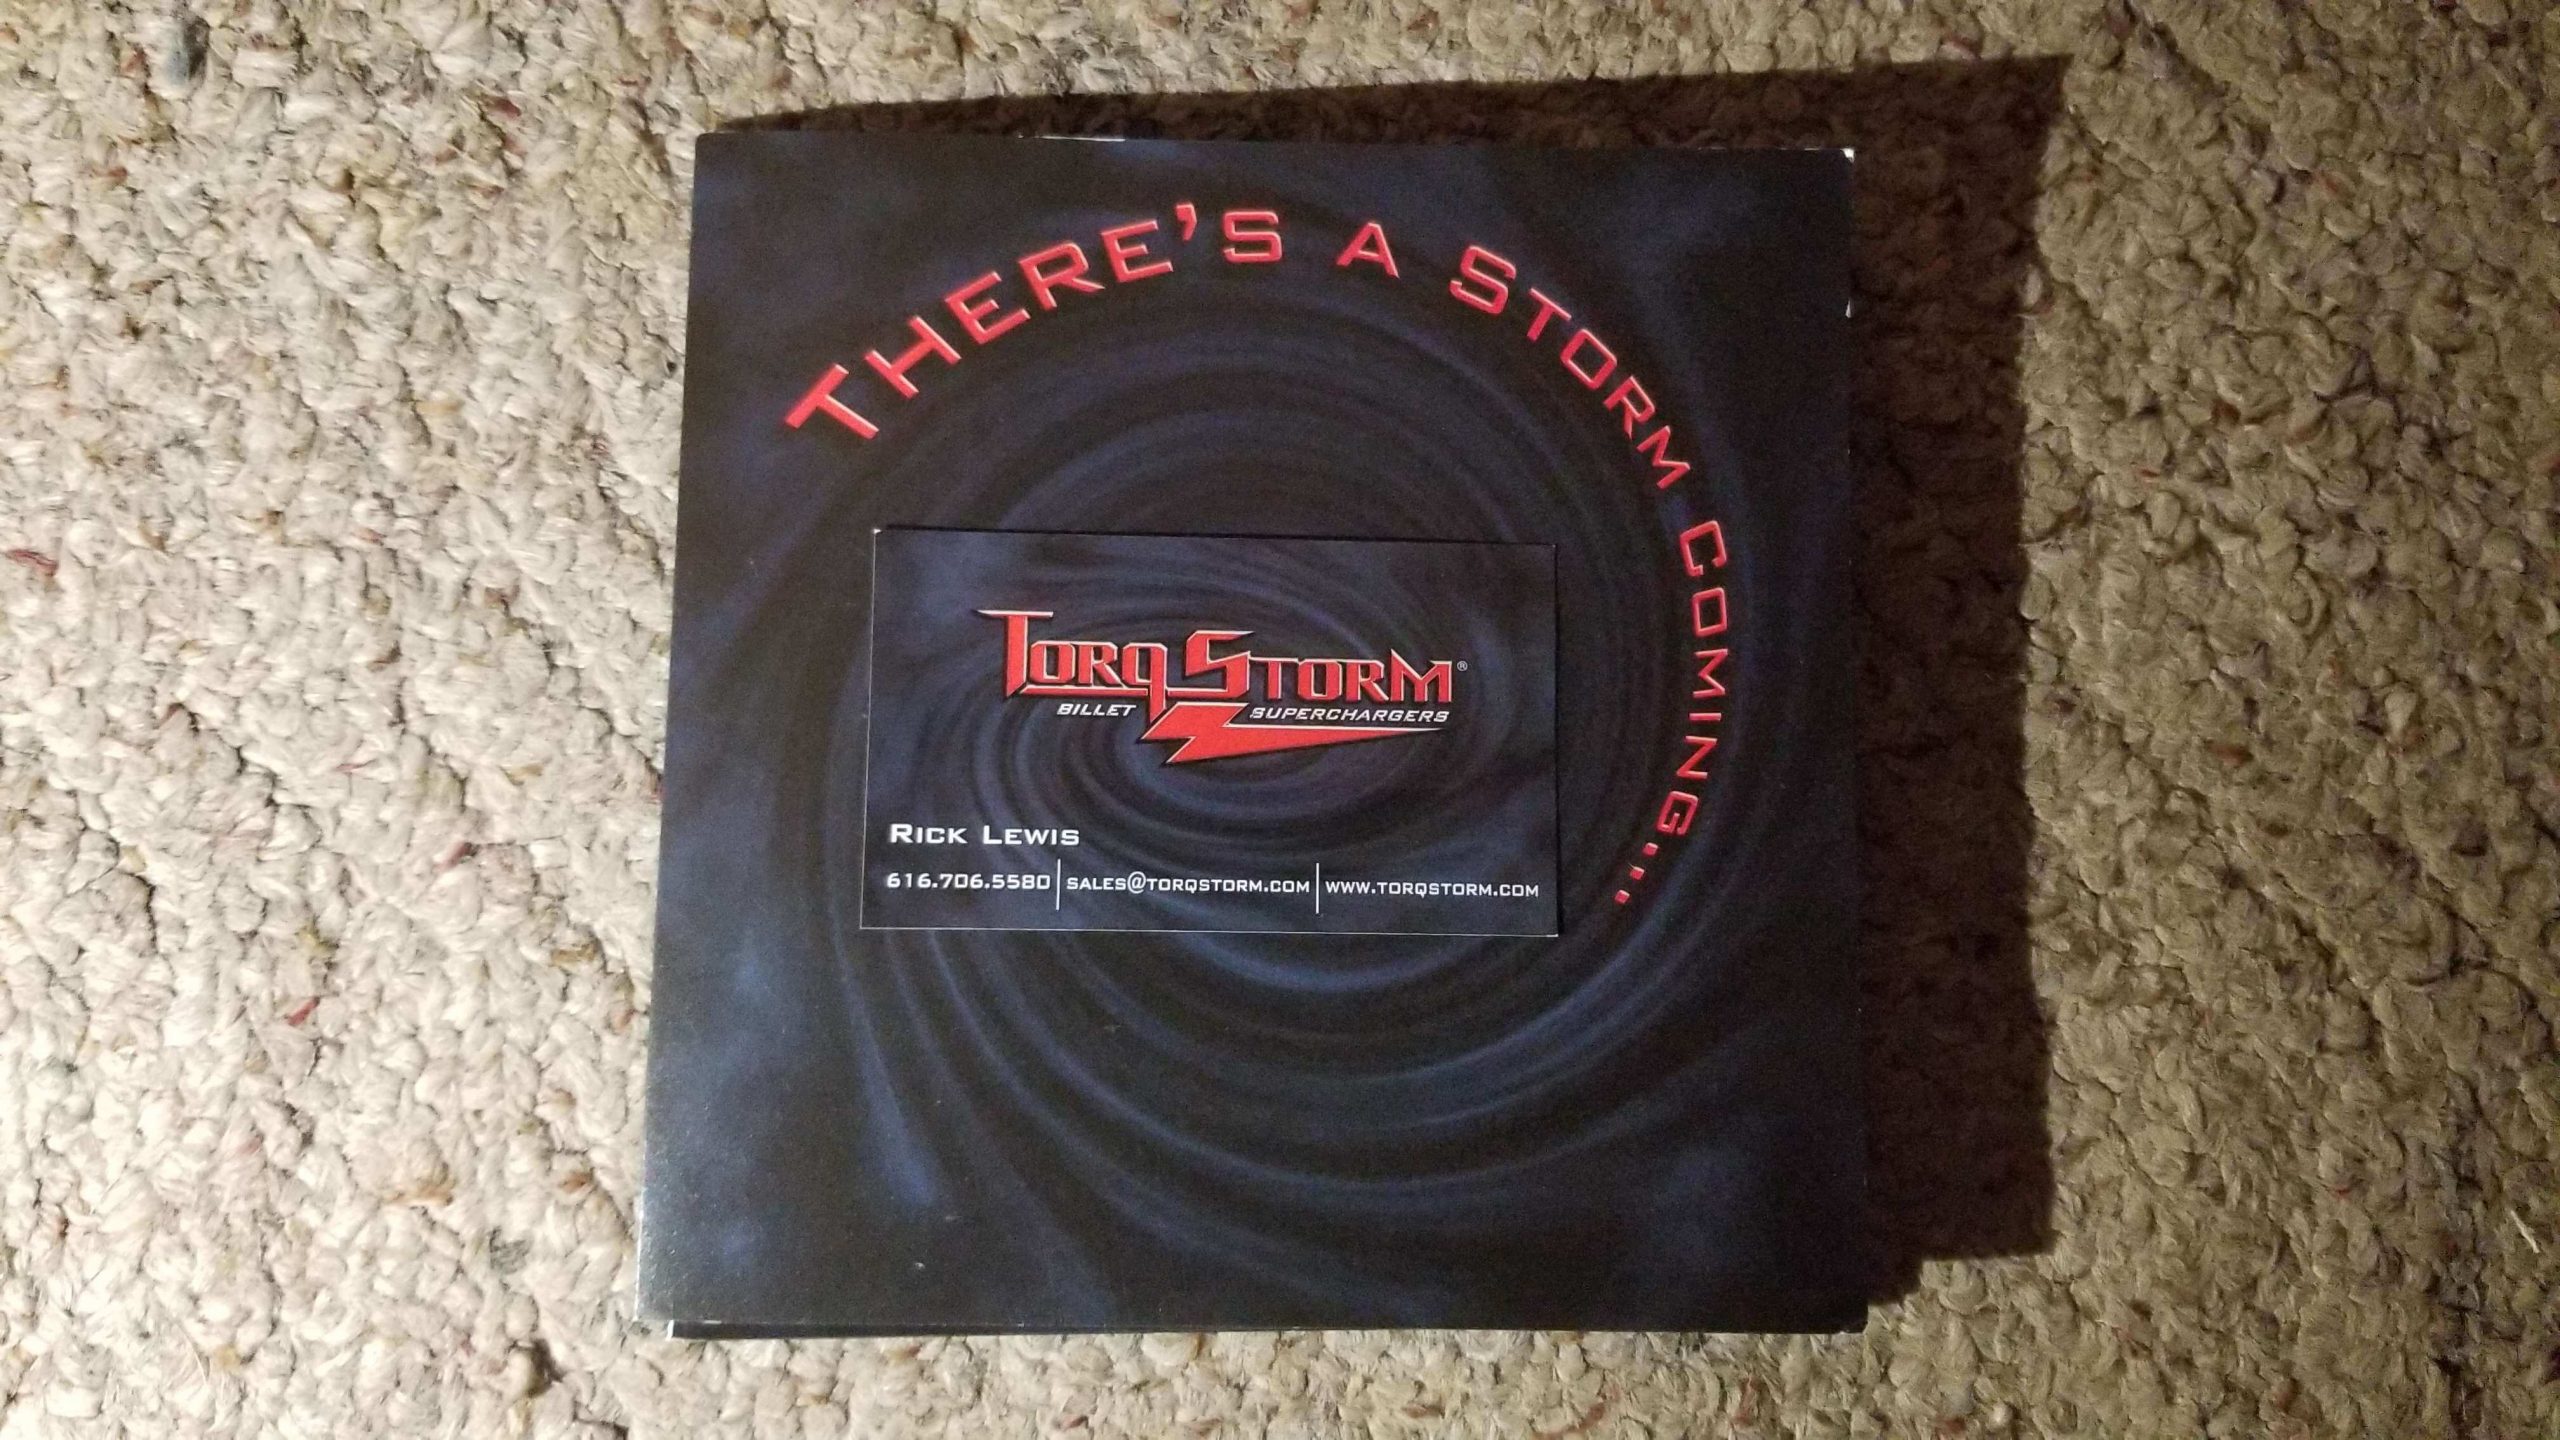 THERE'S A STORM COMING...
TORQSTORM®
BILLET SUPERCHARGERS
RICK LEWIS
616.706.5580 | SALES@TORQSTORM.COM | WWW.TORQSTORM.COM